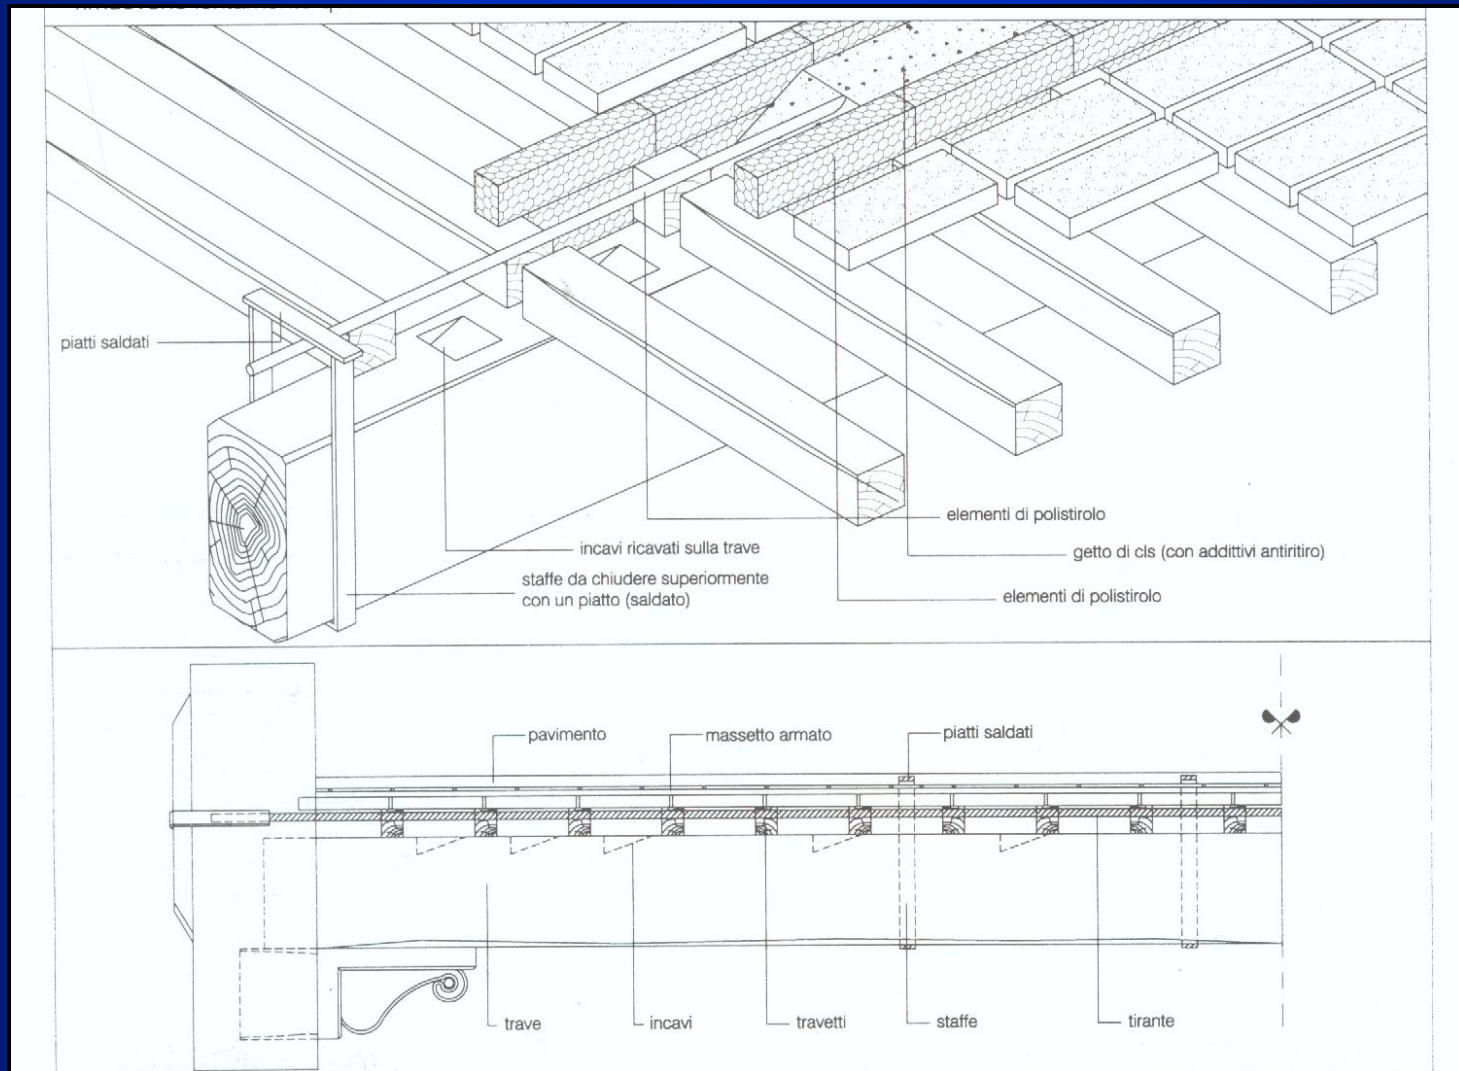 piatti saldati
elementi di polistirolo
incavi ricavati sulla trave
getto di cls (con addittivi antiritiro)
staffe da chiudere superiormente
con un piatto (saldato)
elementi di polistirolo
pavimento
massetto armato
piatti saldati
trave
incavi
travetti
staffe
tirante